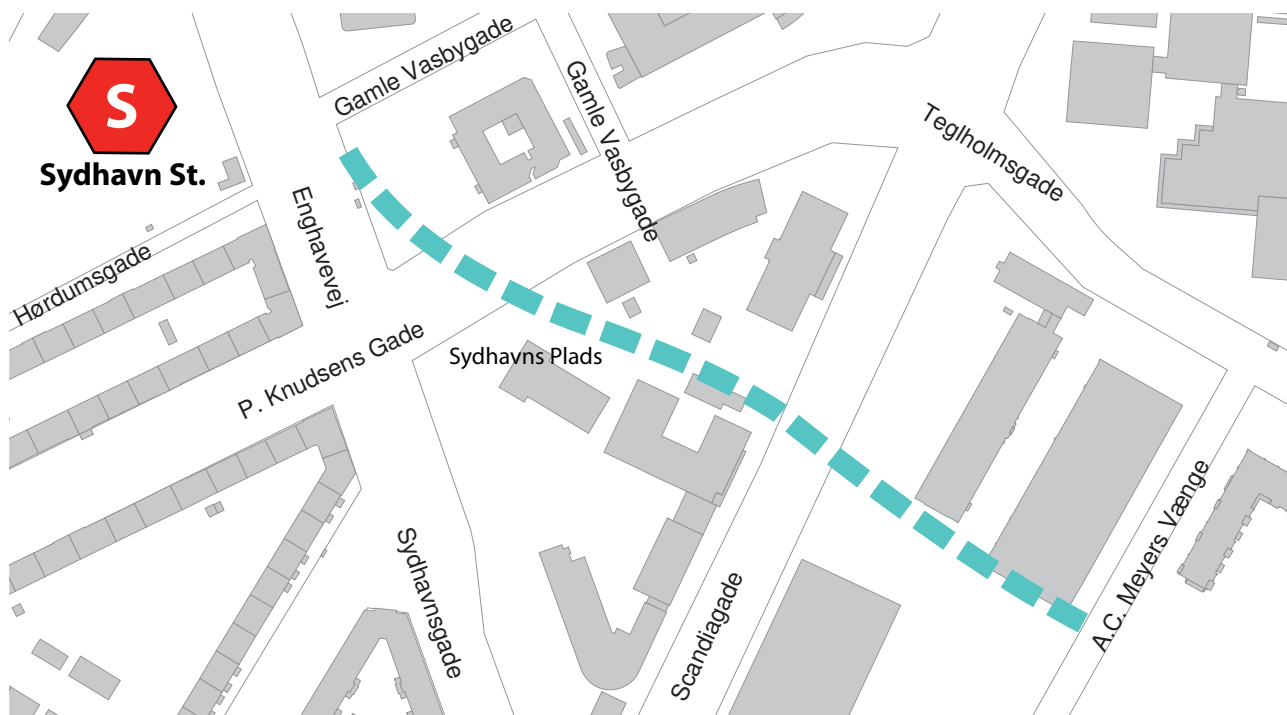 Gamle Vasbygade
S
Gamle Vasbygade
Sydhavn St.
Teglholmsgade
Enghavevej
Hørdumsgade
Sydhavns Plads
P. Knudsens Gade
A.C. Meyers Vænge
Sydhavnsgade
Scandiagade